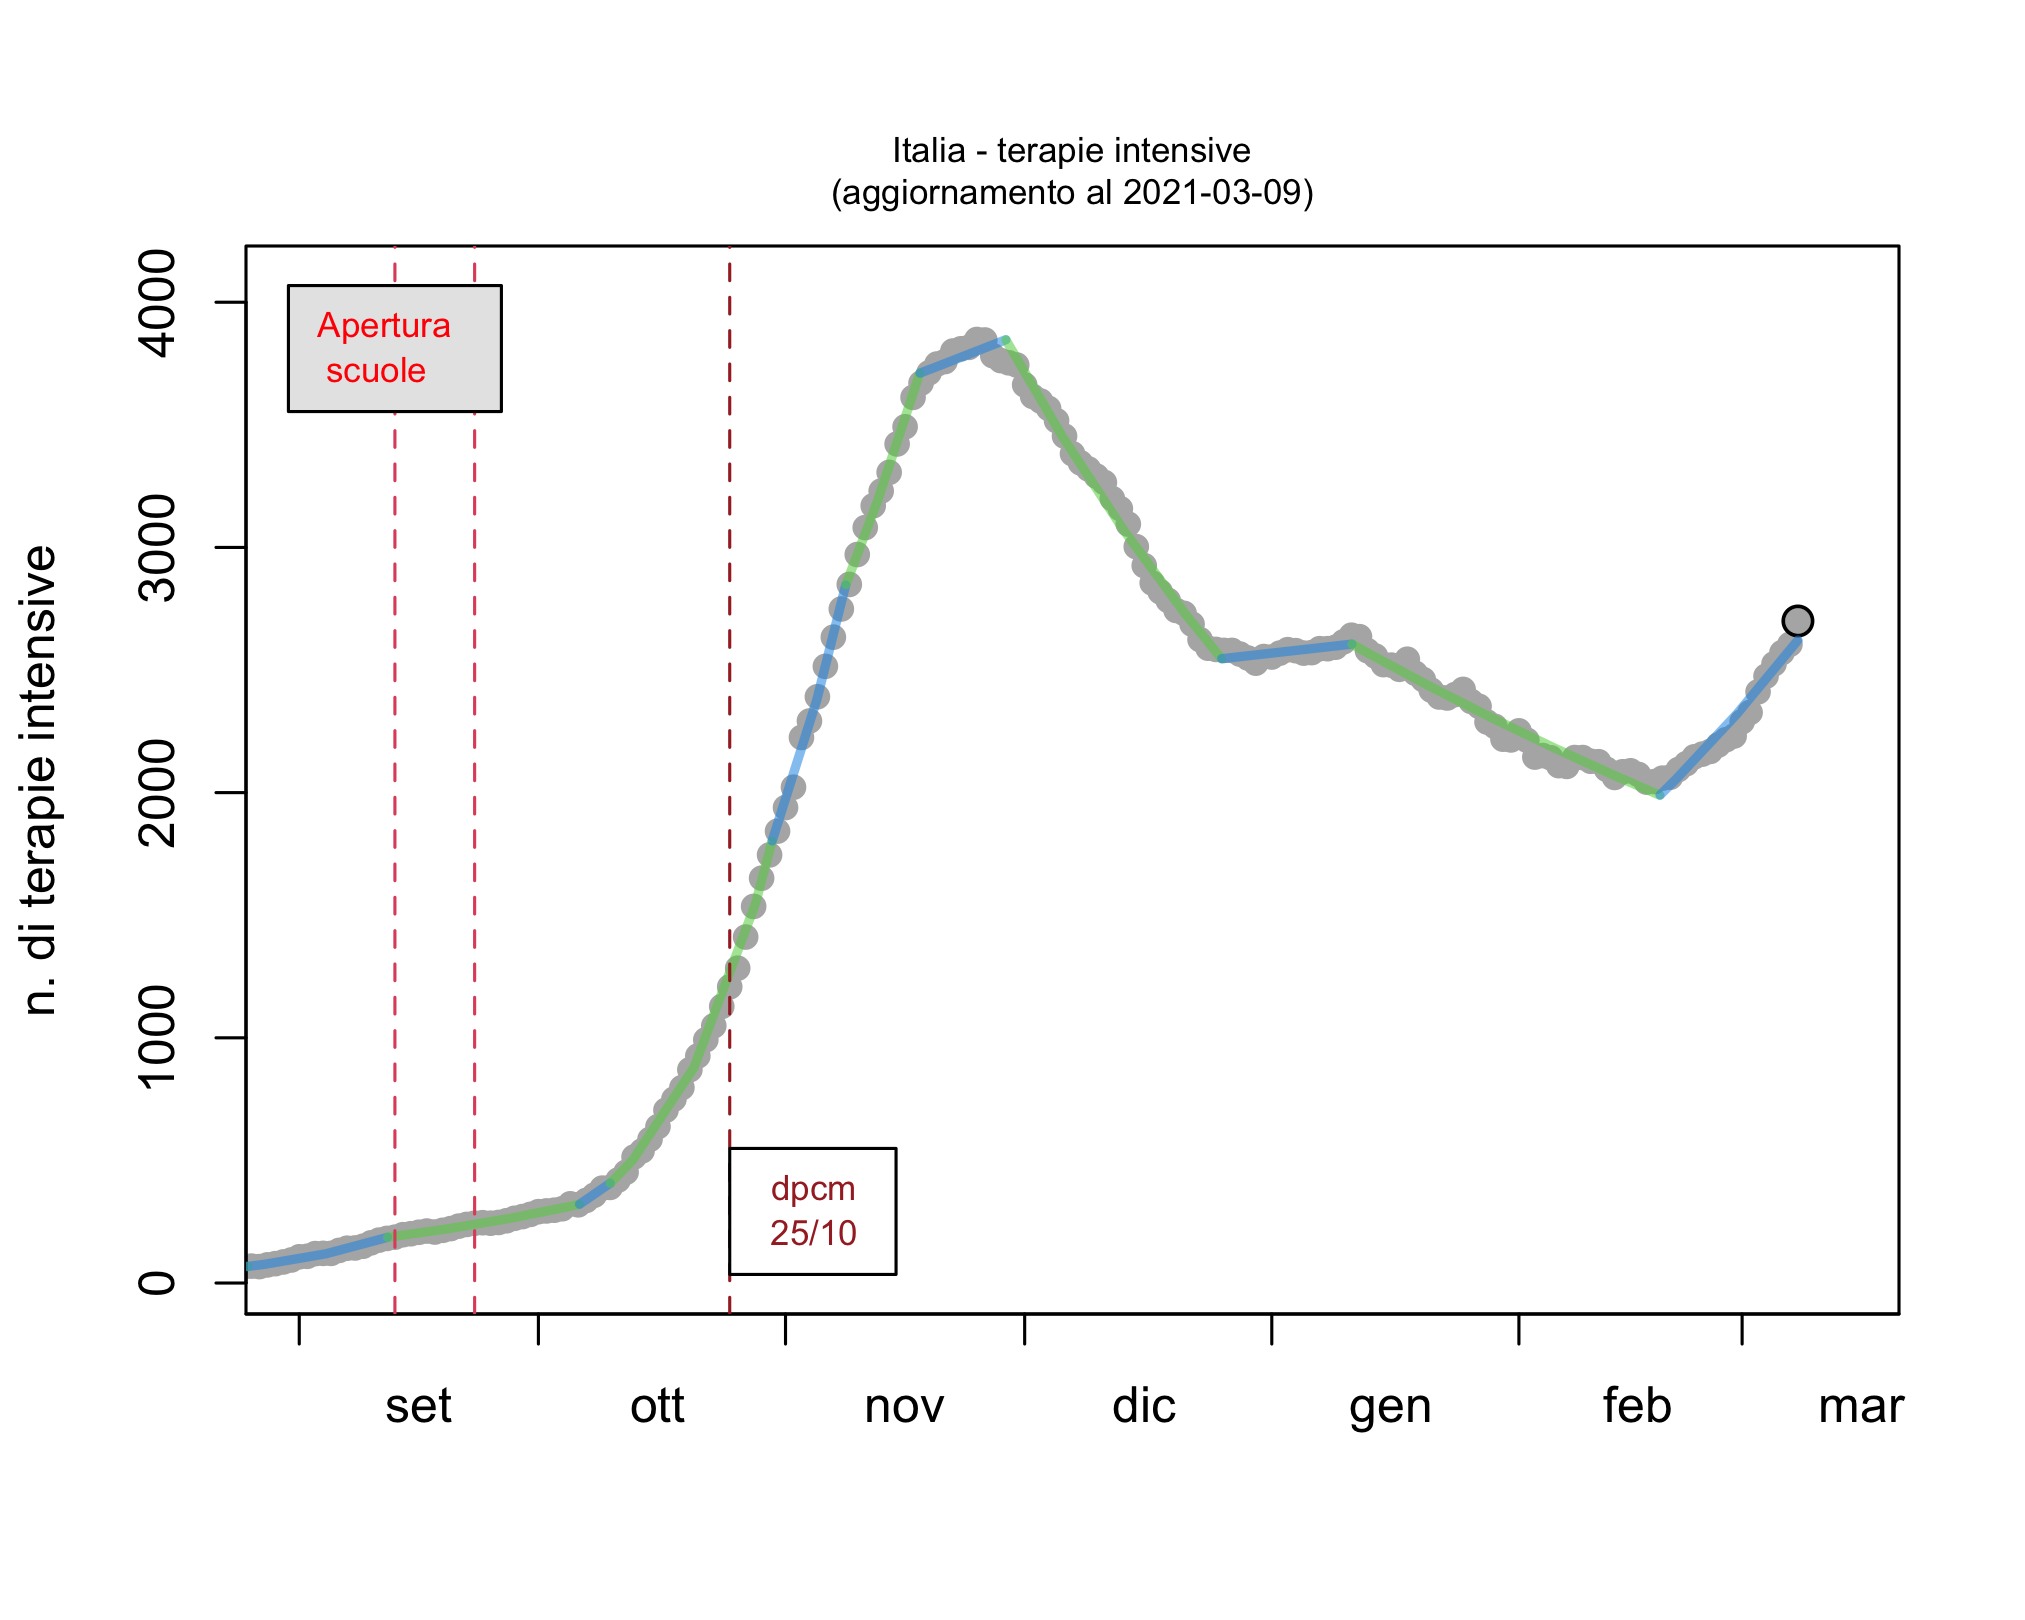 Italia - terapie intensive
(aggiornamento al 2021-03-09)
n. di terapie intensive
4000
3000
2000
1000
0
Apertura
scuole
dpcm
25/10
set ott nov dic gen feb mar